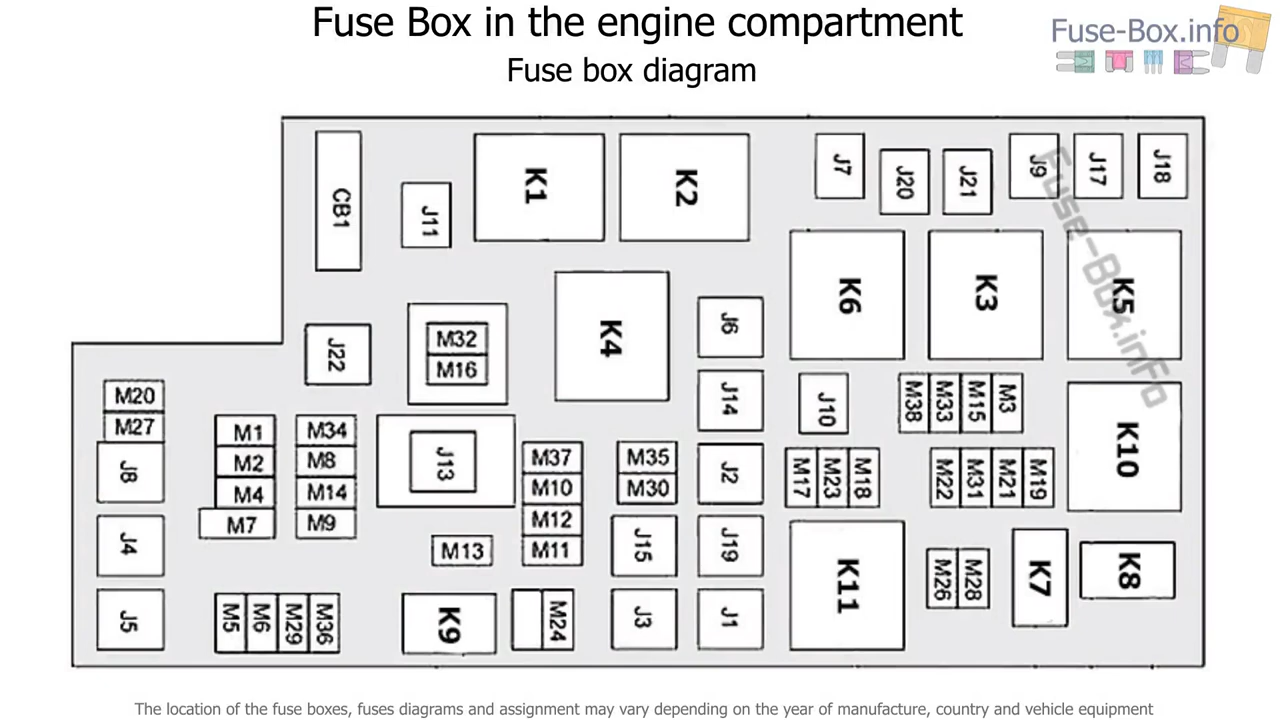 Fuse Box in the engine compartment
Fuse box diagram
Fuse-Box.info
CB1
J11
K1
K2
J7
J20
J21
J9
J17
J18
Fuse-Box.info
K6
K3
K5
K4
J6
J22
M32
M16
M20
M27
J8
J4
J5
M1
M2
M4
M7
M34
M8
M14
M9
J13
M37
M10
M12
M11
M35
M30
J14
J2
J10
M38
M33
M15
M3
K10
M17
M23
M18
M22
M31
M21
M19
M13
J15
J19
K11
M26
M28
K7
K8
M5
M6
M29
M36
K9
M24
J3
J1
The location of the fuse boxes, fuses diagrams and assignment may vary depending on the year of manufacture, country and vehicle equipment